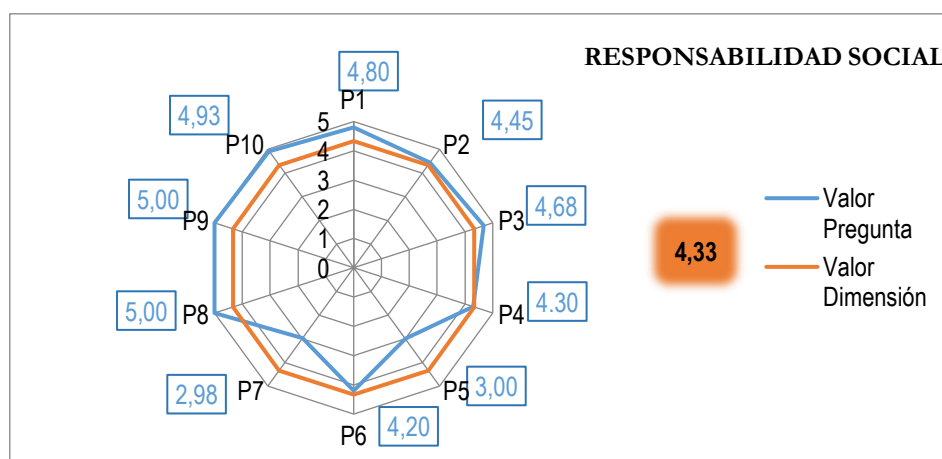 RESPONSABILIDAD SOCIAL
4,80
P1
4,93
P10
4,45
P2
5
4
3
2
1
0
5,00
P9
4,68
P3
4,33
Valor
Pregunta
Valor
Dimensión
5,00
P8
4.30
P4
2,98
P7
3,00
P5
4,20
P6